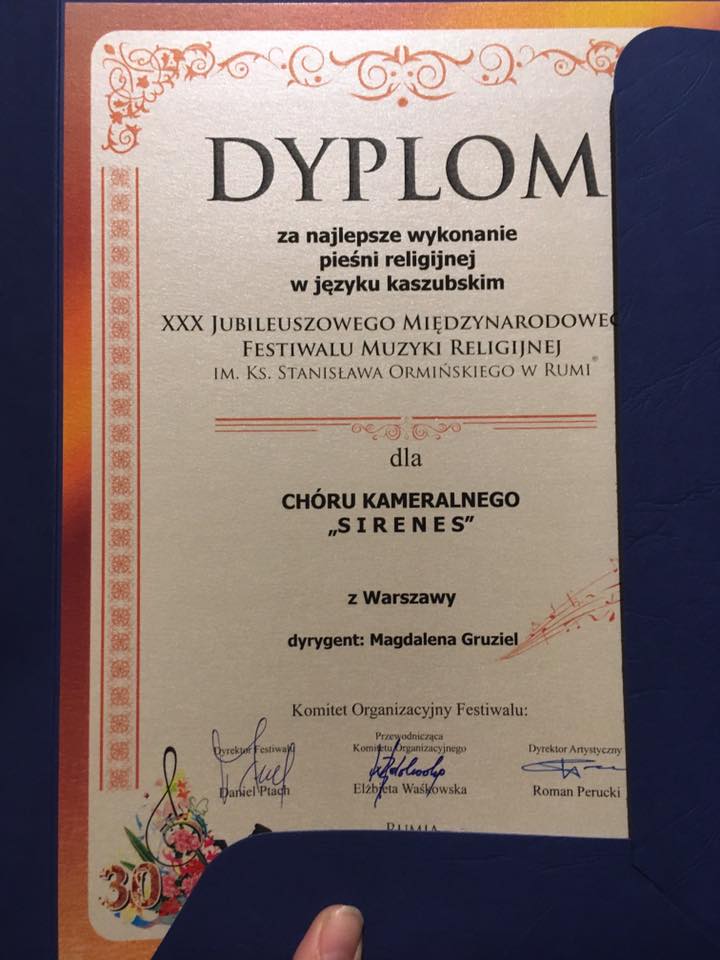 DYPLOM
za najlepsze wykonanie
pieśni religijnej
w języku kaszubskim
XXX Jubileuszowego Międzynarodoweg
Festiwalu Muzyki Religijnej
im. Ks. Stanisława Ormińskiego w Rumi
dla
CHÓRU KAMERALNEGO
„S I R E N E S”
z Warszawy
dyrygent: Magdalena Gruziel
Komitet Organizacyjny Festiwalu:
Dyrektor Festiwalu
Daniel Ptach
Przewodnicząca
Komitetu Organizacyjnego
Elżbieta Waśkowska
Dyrektor Artystyczny
Roman Perucki
RUMIA
30